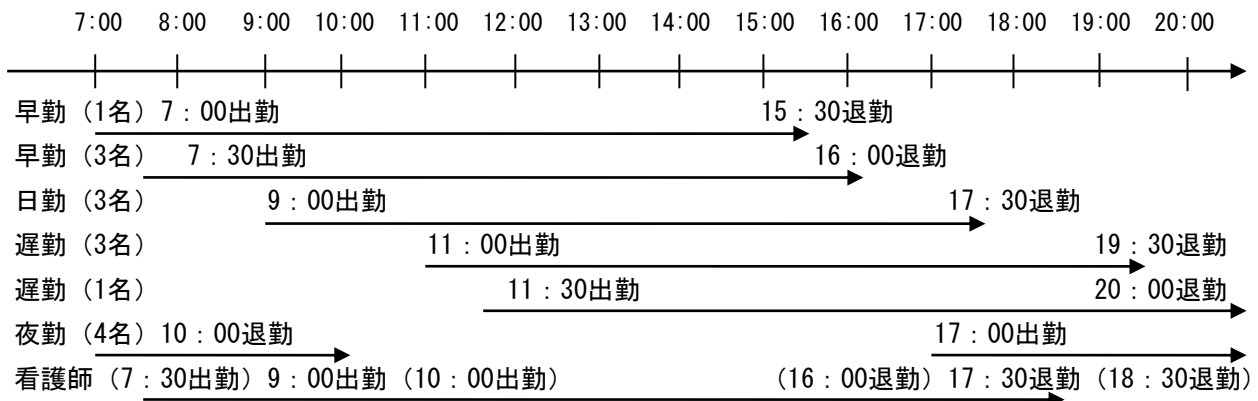 7:00 8:00 9:00 10:00 11:00 12:00 13:00 14:00 15:00 16:00 17:00 18:00 19:00 20:00
早勤（1名）7：00出勤 15：30退勤
早勤（3名） 7：30出勤 16：00退勤
日勤（3名） 9：00出勤 17：30退勤
遅勤（3名） 11：00出勤 19：30退勤
遅勤（1名） 11：30出勤 20：00退勤
夜勤（4名）10：00退勤 17：00出勤
看護師（7：30出勤）9：00出勤（10：00出勤） （16：00退勤）17：30退勤（18：30退勤）